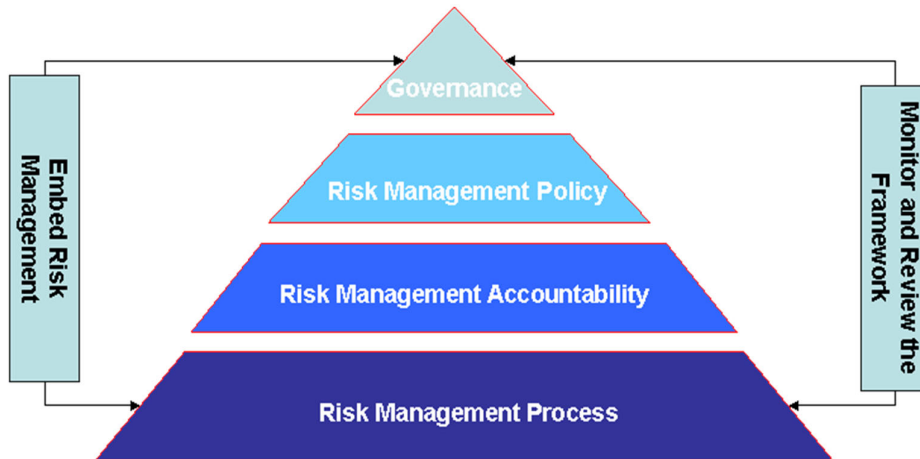 Governance
Risk Management Policy
Risk Management Accountability
Risk Management Process
Embed Risk
Management
Monitor and Review the
Framework